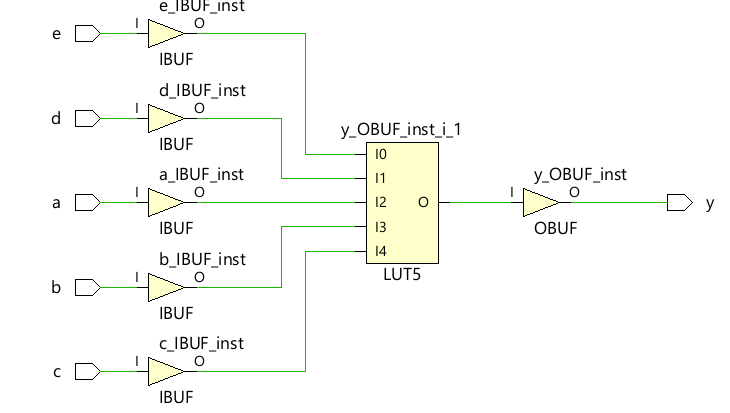 e_IBUF_inst
e
I
O
IBUF
d_IBUF_inst
d
I
O
IBUF
a_IBUF_inst
a
I
O
IBUF
b_IBUF_inst
b
I
O
IBUF
c_IBUF_inst
c
I
O
IBUF
y_OBUF_inst_i_1
I0
I1
I2
I3
I4
O
LUT5
y_OBUF_inst
I
O
OBUF
y